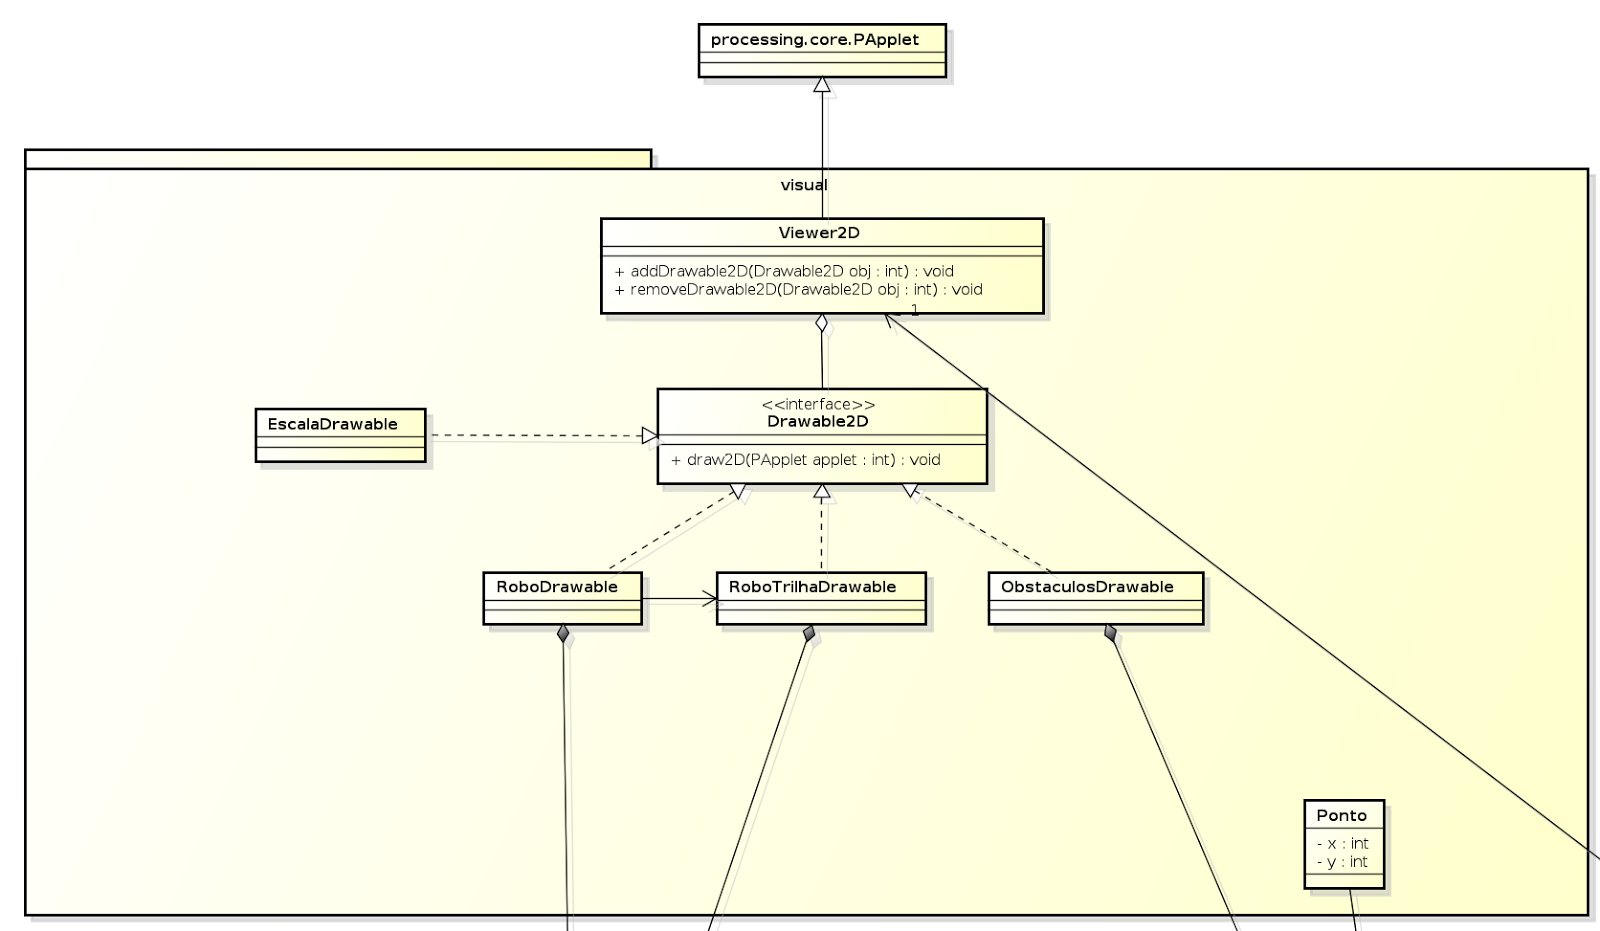 processing.core.PApplet
visual
Viewer2D
+ addDrawable2D(Drawable2D obj : int) : void
+ removeDrawable2D(Drawable2D obj : int) : void
1
<<interface>>
Drawable2D
+ draw2D(PApplet applet : int) : void
EscalaDrawable
RoboDrawable
RoboTrilhaDrawable
ObstaculosDrawable
Ponto
- x : int
- y : int